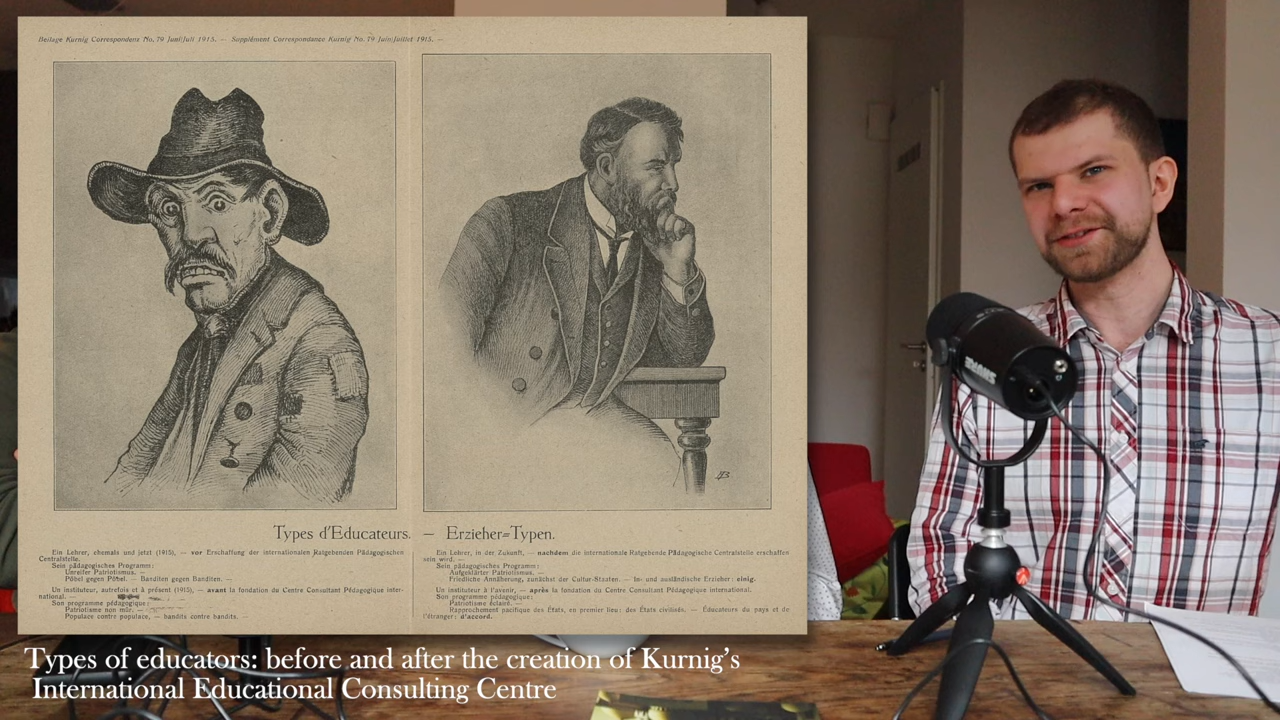 Beilage Kurnig Correspondenz No. 79 Juni/Juli 1915. — Supplément Correspondance Kurnig No. 79 Juin/Juillet 1915. —
Types d'Educateurs. — Erzieher=Typen.
Ein Lehrer, ehemals und jetzt (1915), — vor Erschaffung der internationalen Ratgebenden Pädagogischen
Centralstelle.
Sein pädagogisches Programm:
Unreifer Patriotismus. —
Pöbel gegen Pöbel. — Banditen gegen Banditen. —
Un instituteur, autrefois et à présent (1915), — avant la fondation du Centre Consultant Pédagogique inter-
national. —
Son programme pédagogique:
Patriotisme non mûr. —
Populace contre populace, — bandits contre bandits. —
Ein Lehrer, in der Zukunft, — nachdem die internationale Ratgebende Pädagogische Centralstelle erschaffen
sein wird. —
Sein pädagogisches Programm:
Aufgeklärter Patriotismus. —
Friedliche Annäherung, zunächst der Cultur-Staaten. — In- und ausländische Erzieher: einig.
Un instituteur à l'avenir, — après la fondation du Centre Consultant Pédagogique international.
Son programme pédagogique:
Patriotisme éclairé. —
Rapprochement pacifique des États, en premier lieu: des États civilisés. — Éducateurs du pays et de
l'étranger: d'accord.
JB
SHURE
Types of educators: before and after the creation of Kurnig's
International Educational Consulting Centre